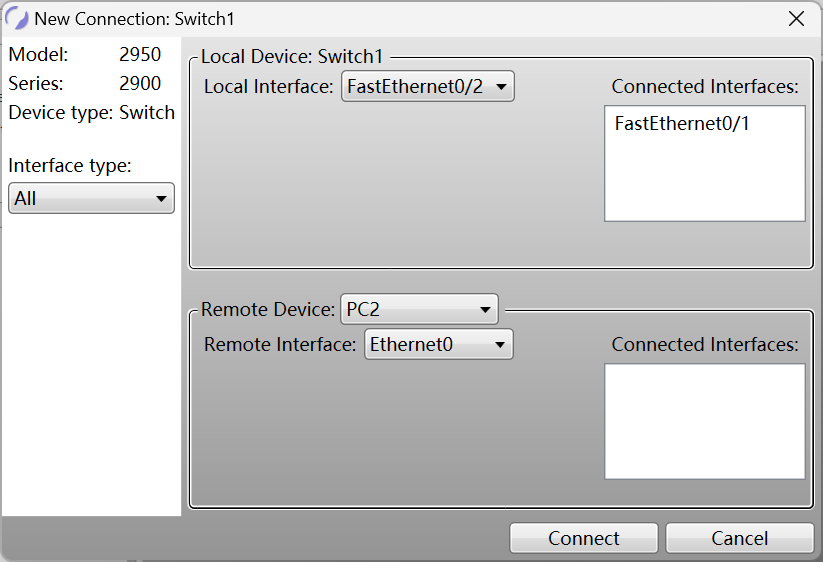 New Connection: Switch1
Model: 2950
Series: 2900
Device type: Switch
Interface type:
All
Local Device: Switch1
Local Interface: FastEthernet0/2
Connected Interfaces:
FastEthernet0/1
Remote Device: PC2
Remote Interface: Ethernet0
Connected Interfaces:
Connect
Cancel